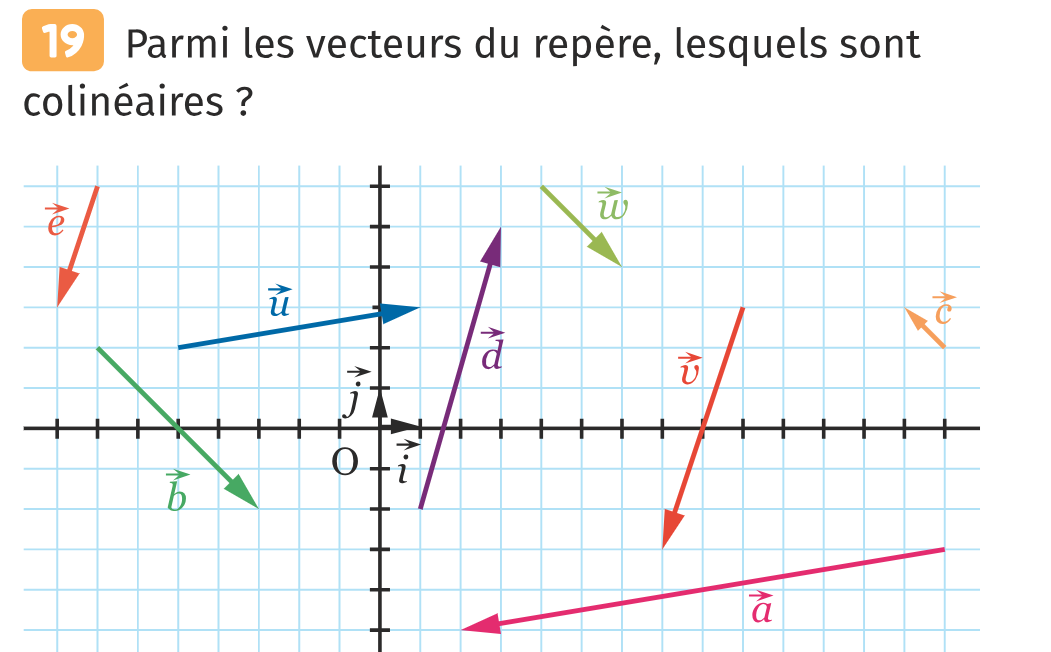 19 Parmi les vecteurs du repère, lesquels sont
colinéaires ?
e
w
u
c
d
v
j
O
i
b
a